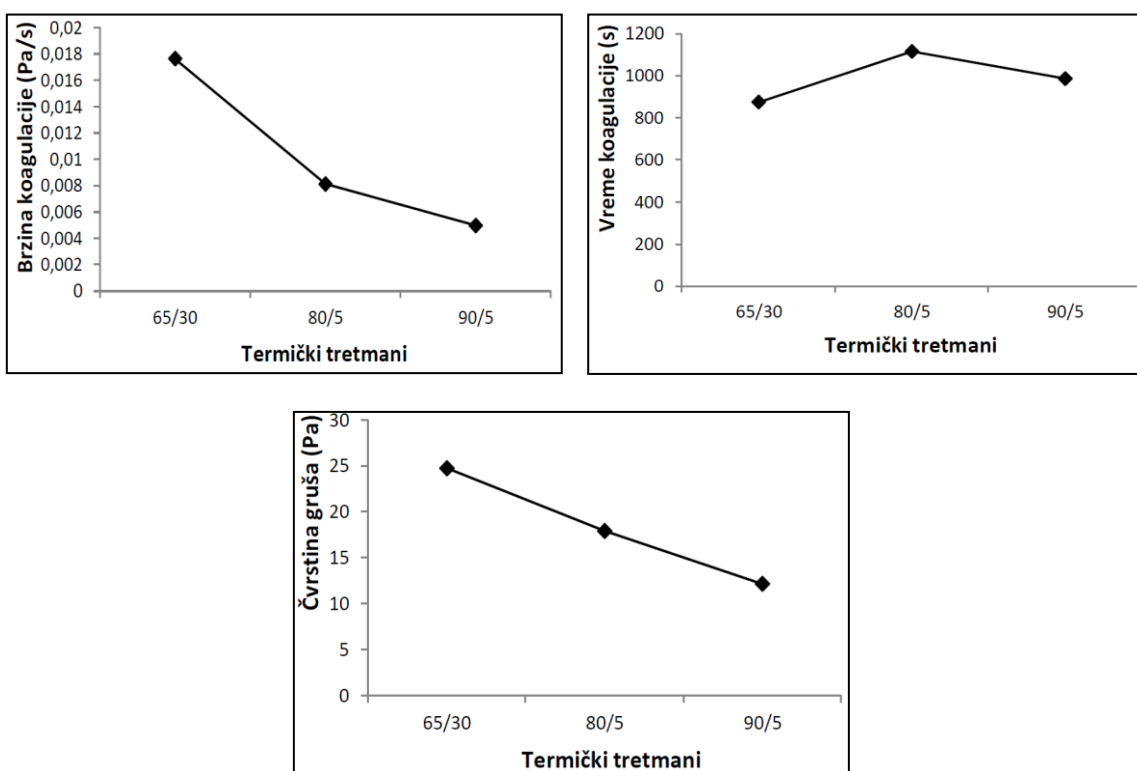 Brzina koagulacije (Pa/s)
0,02
0,018
0,016
0,014
0,012
0,01
0,008
0,006
0,004
0,002
0
65/30 80/5 90/5
Termički tretmani
Vreme koagulacije (s)
1200
1000
800
600
400
200
0
65/30 80/5 90/5
Termički tretmani
Čvrstina gruša (Pa)
30
25
20
15
10
5
0
65/30 80/5 90/5
Termički tretmani